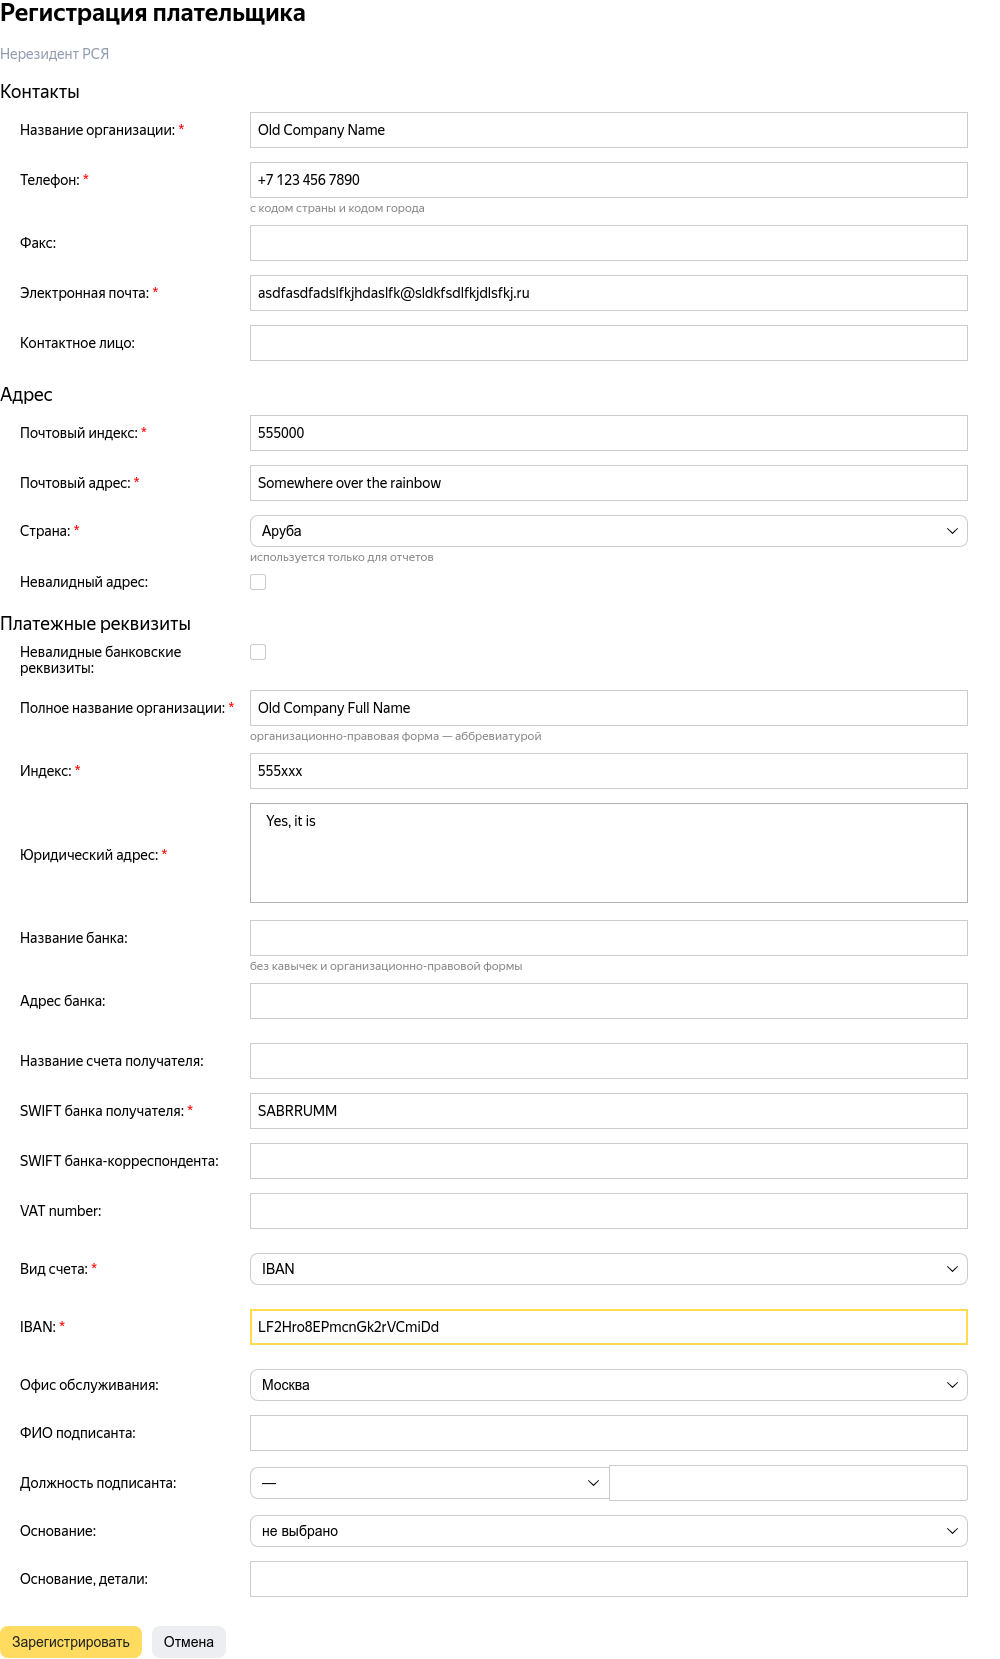 Регистрация плательщика
Нерезидент РСЯ
Контакты
Название организации: * Old Company Name
Телефон: * +7 123 456 7890
с кодом страны и кодом города
Факс:
Электронная почта: * asdfasdfadslfkjhdaslfk@sldkfsdlfkjdlsfkj.ru
Контактное лицо:
Адрес
Почтовый индекс: * 555000
Почтовый адрес: * Somewhere over the rainbow
Страна: * Аруба
используется только для отчетов
Невалидный адрес:
Платежные реквизиты
Невалидные банковские
реквизиты:
Полное название организации: * Old Company Full Name
организационно-правовая форма — аббревиатурой
Индекс: * 555xxx
Юридический адрес: * Yes, it is
Название банка:
без кавычек и организационно-правовой формы
Адрес банка:
Название счета получателя:
SWIFT банка получателя: * SABRRUMM
SWIFT банка-корреспондента:
VAT number:
Вид счета: * IBAN
IBAN: * LF2Hro8EPmcnGk2rVCmiDd
Офис обслуживания: Москва
ФИО подписанта:
Должность подписанта: —
Основание: не выбрано
Основание, детали:
Зарегистрировать Отмена